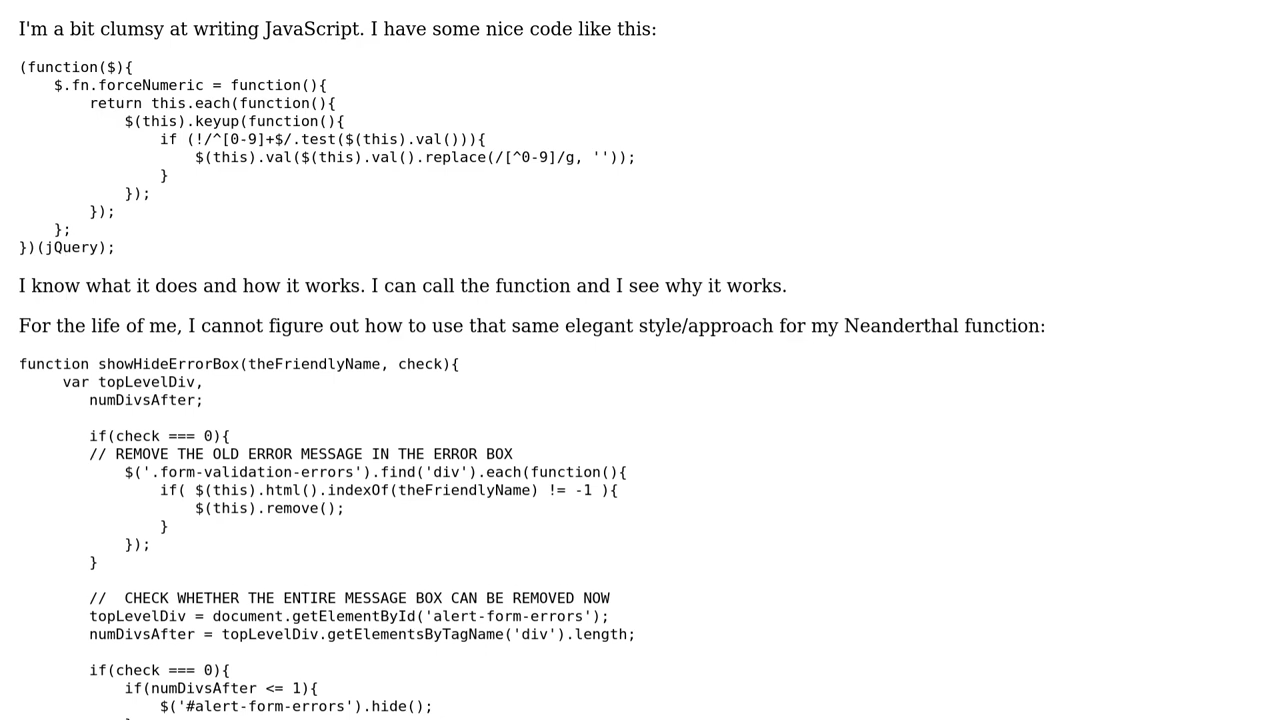 I'm a bit clumsy at writing JavaScript. I have some nice code like this:
(function($){
    $.fn.forceNumeric = function(){
        return this.each(function(){
            $(this).keyup(function(){
                if (!/^[0-9]+$/.test($(this).val())){
                    $(this).val($(this).val().replace(/[^0-9]/g, ''));
                }
            });
        });
    };
})(jQuery);
I know what it does and how it works. I can call the function and I see why it works.
For the life of me, I cannot figure out how to use that same elegant style/approach for my Neanderthal function:
function showHideErrorBox(theFriendlyName, check){
     var topLevelDiv,
        numDivsAfter;

        if(check === 0){
        // REMOVE THE OLD ERROR MESSAGE IN THE ERROR BOX
            $('.form-validation-errors').find('div').each(function(){
                if( $(this).html().indexOf(theFriendlyName) != -1 ){
                    $(this).remove();
                }
            });
        }

        //  CHECK WHETHER THE ENTIRE MESSAGE BOX CAN BE REMOVED NOW
        topLevelDiv = document.getElementById('alert-form-errors');
        numDivsAfter = topLevelDiv.getElementsByTagName('div').length;

        if(check === 0){
            if(numDivsAfter <= 1){
                $('#alert-form-errors').hide();